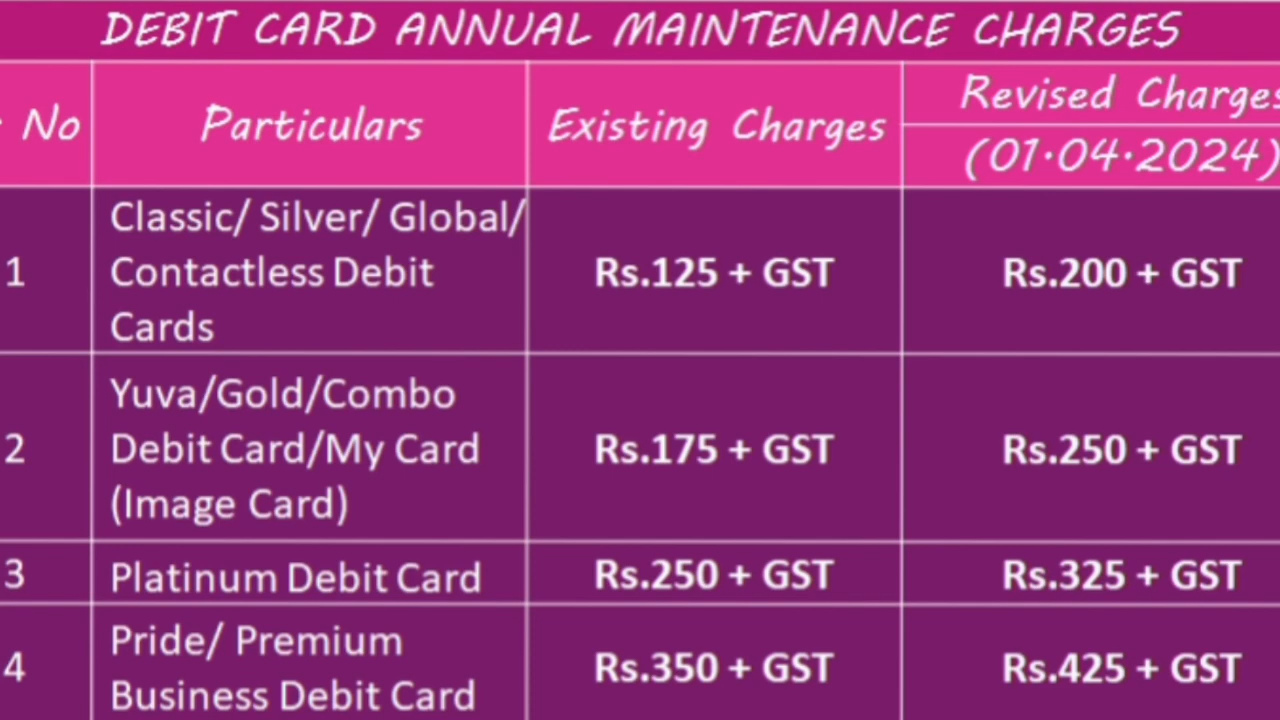 DEBIT CARD ANNUAL MAINTENANCE CHARGES
No
Particulars
Existing Charges
Revised Charges
(01.04.2024)
1
Classic/ Silver/ Global/
Contactless Debit
Cards
Rs.125 + GST
Rs.200 + GST
2
Yuva/Gold/Combo
Debit Card/My Card
(Image Card)
Rs.175 + GST
Rs.250 + GST
3
Platinum Debit Card
Rs.250 + GST
Rs.325 + GST
4
Pride/ Premium
Business Debit Card
Rs.350 + GST
Rs.425 + GST